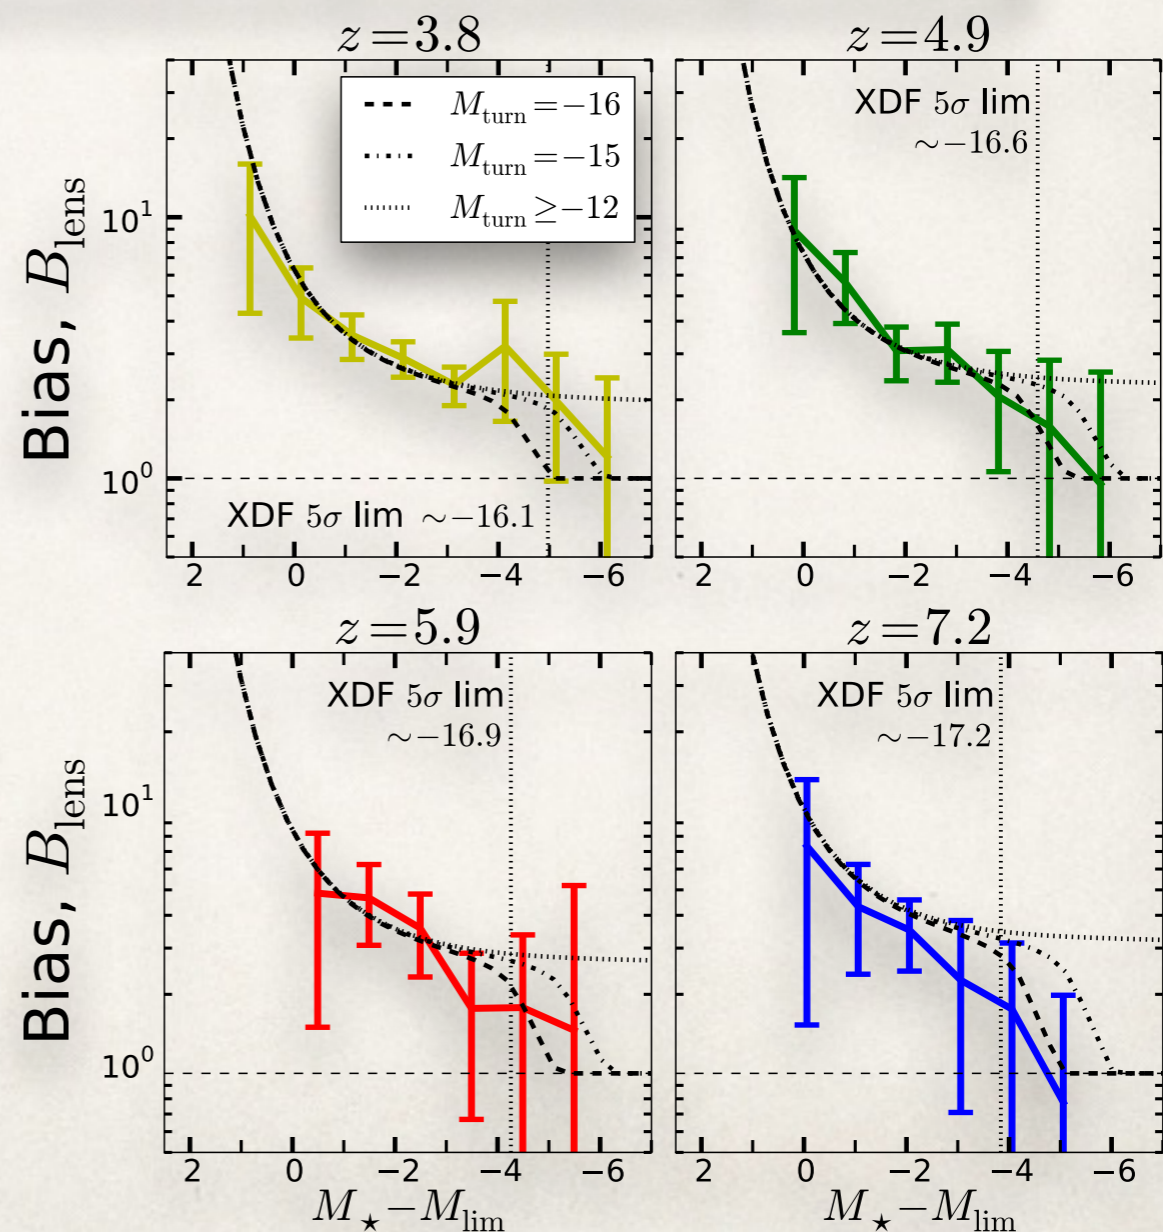 z=3.8
z=4.9
M_turn=−16
M_turn=−15
M_turn≥−12
XDF 5σ lim
∼−16.6
Bias, B_lens
10^1
10^0
XDF 5σ lim ∼−16.1
2 0 −2 −4 −6
2 0 −2 −4 −6
z=5.9
z=7.2
XDF 5σ lim
∼−16.9
XDF 5σ lim
∼−17.2
Bias, B_lens
10^1
10^0
2 0 −2 −4 −6
2 0 −2 −4 −6
M_⋆−M_lim
M_⋆−M_lim